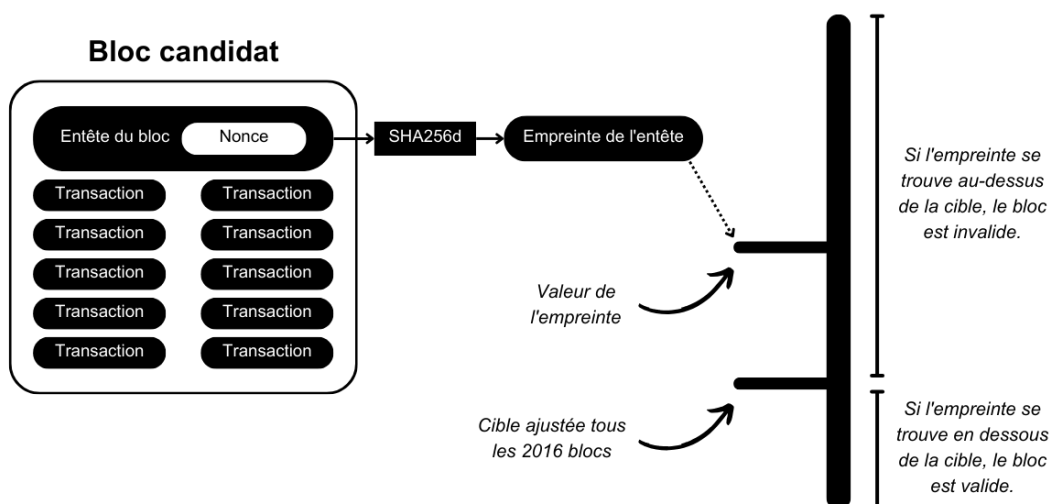 Bloc candidat
Entête du bloc
Nonce
SHA256d
Empreinte de l'entête
Transaction
Transaction
Transaction
Transaction
Transaction
Transaction
Transaction
Transaction
Transaction
Transaction
Valeur de
l'empreinte
Cible ajustée tous
les 2016 blocs
Si l'empreinte se
trouve au-dessus
de la cible, le bloc
est invalide.
Si l'empreinte se
trouve en dessous
de la cible, le bloc
est valide.